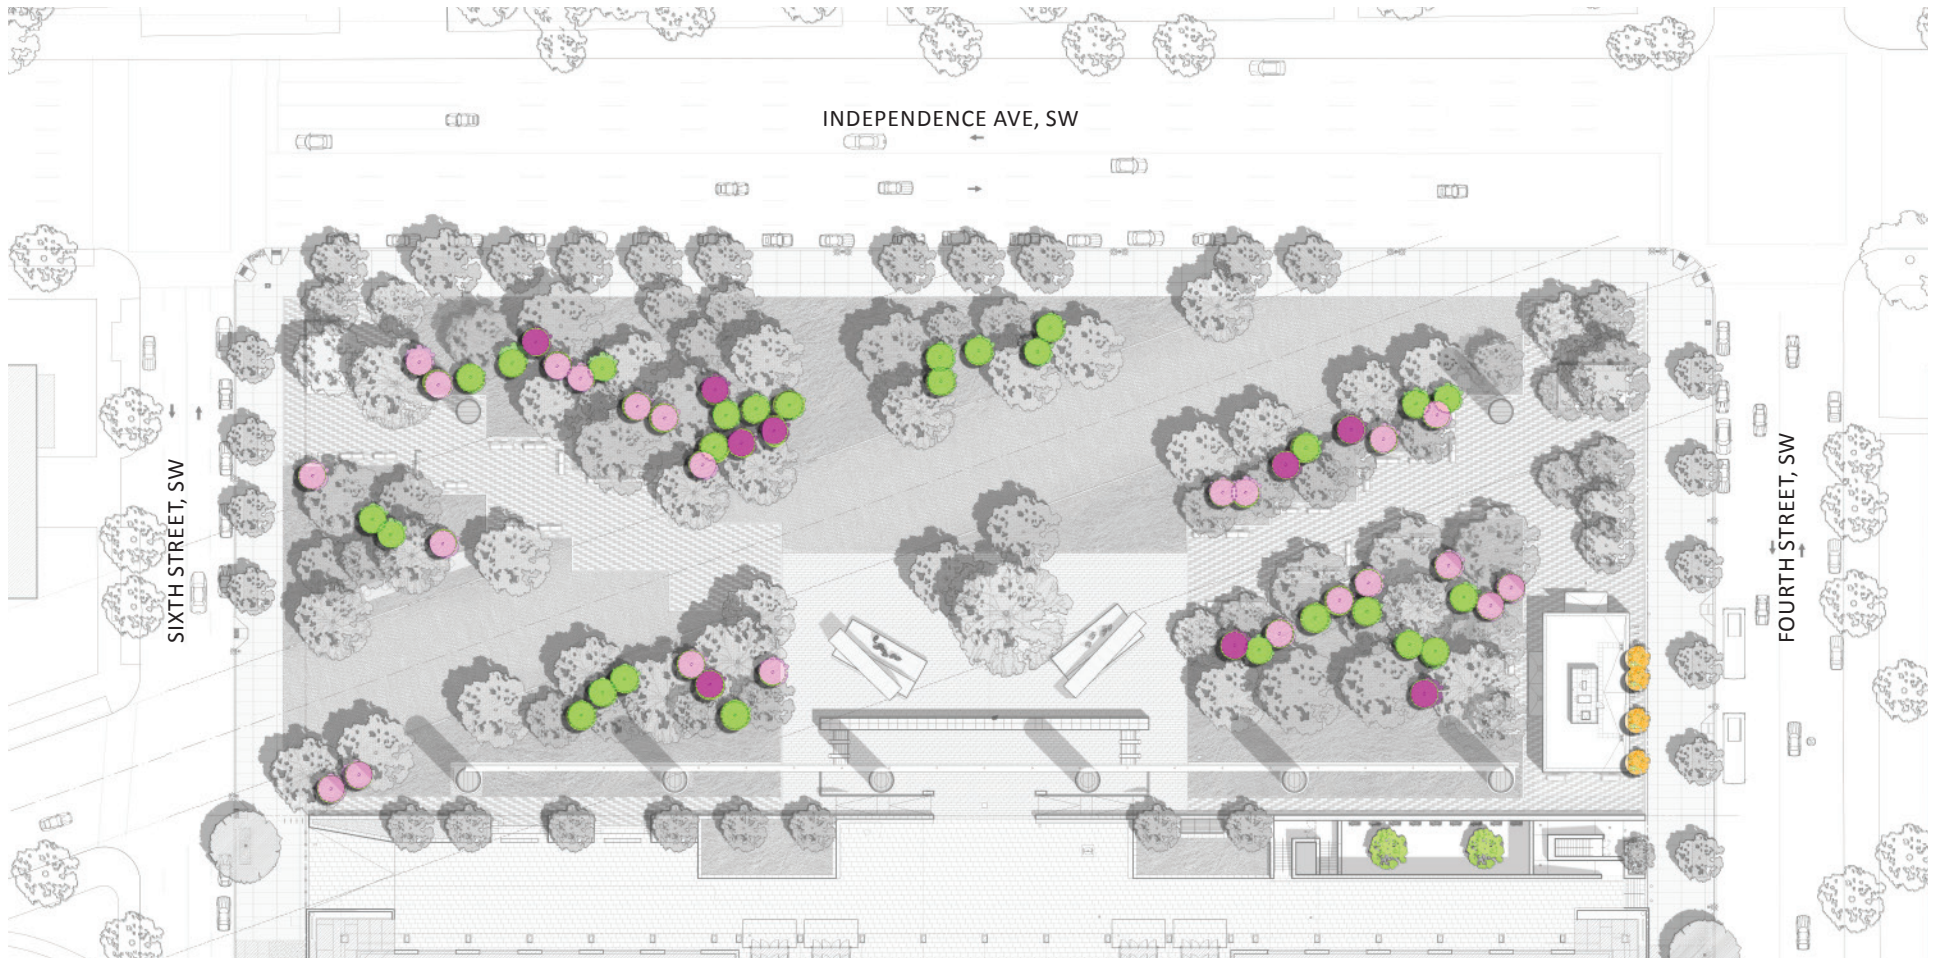 INDEPENDENCE AVE, SW
SIXTH STREET, SW
FOURTH STREET, SW